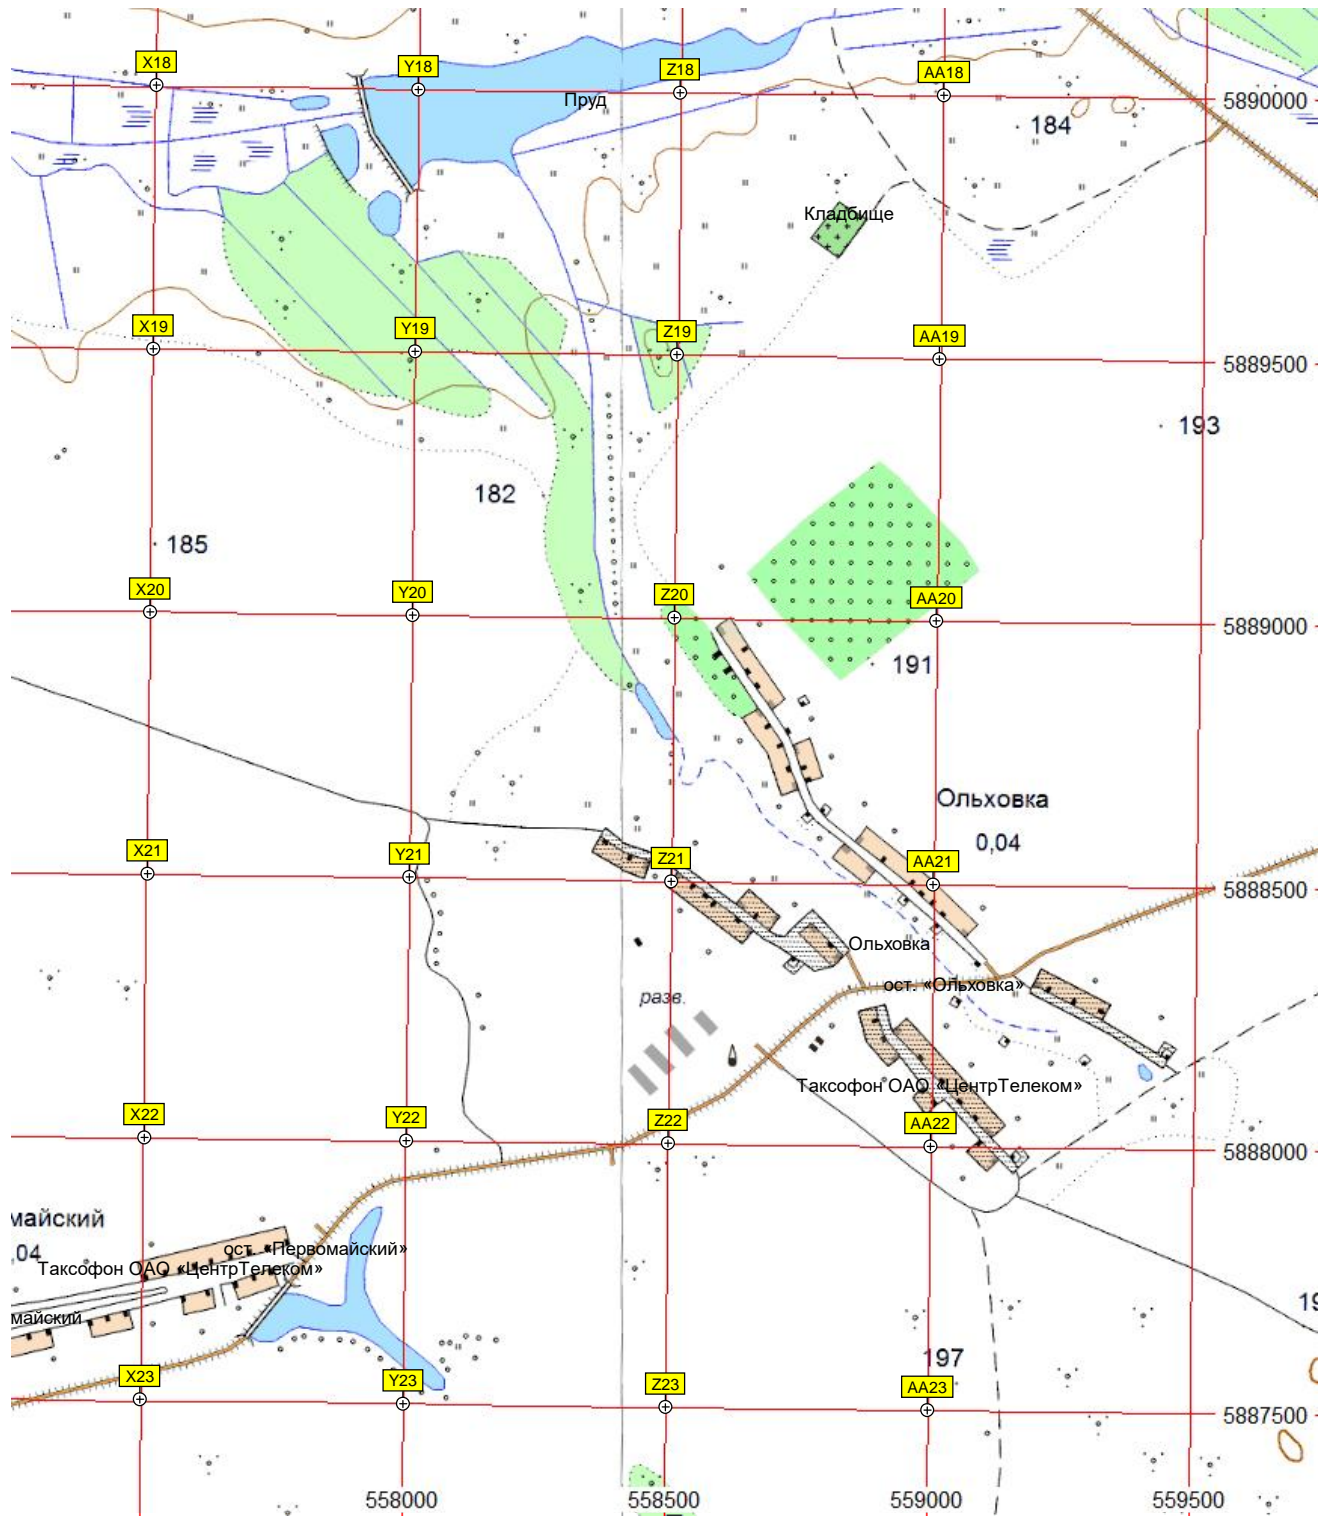 X18
Y18
Z18
AA18
Пруд
5890000
184
Кладбище
X19
Y19
Z19
AA19
5889500
193
182
185
X20
Y20
Z20
AA20
5889000
191
Ольховка
0,04
X21
Y21
Z21
AA21
5888500
Ольховка
ост. «Ольховка»
разв.
Таксофон ОАО «ЦентрТелеком»
X22
Y22
Z22
AA22
5888000
майский
,04
ост. «Первомайский»
Таксофон ОАО «ЦентрТелеком»
майский
19
197
X23
Y23
Z23
AA23
5887500
558000
558500
559000
559500